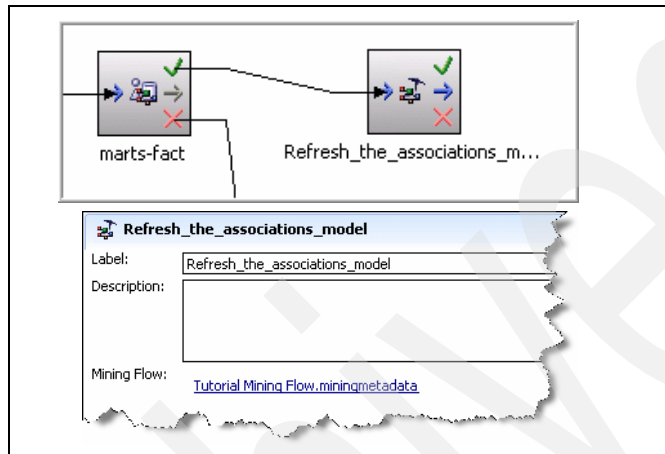 marts-fact
Refresh_the_associations_m...
Refresh_the_associations_model
Label:
Refresh_the_associations_model
Description:
Mining Flow:
Tutorial Mining Flow.miningmetadata